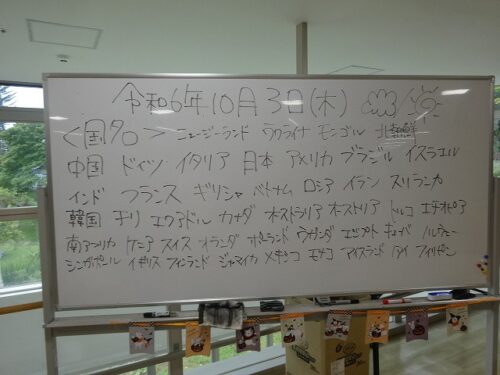 令和6年10月3日(木)
<国名> ニュージーランド ウクライナ モンゴル 北朝鮮
中国 ドイツ イタリア 日本 アメリカ ブラジル イスラエル
インド フランス ギリシャ ベトナム ロシア イラン スリランカ
韓国 チリ エクアドル カナダ オーストラリア オーストリア トルコ エチオピア
南アフリカ ケニア スイス オランダ ポーランド ウガンダ エジプト キューバ ノルウェー
シンガポール イギリス フィンランド ジャマイカ メキシコ モナコ アイスランド タイ フィリピン